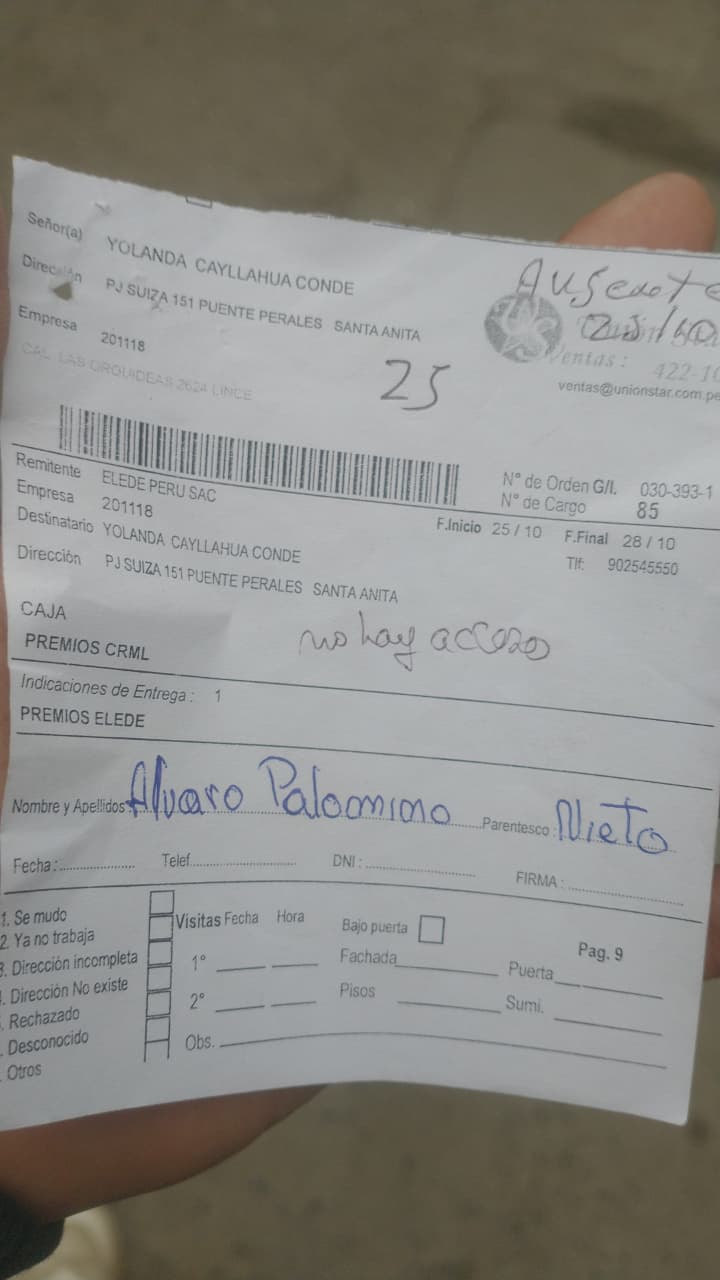 Señor(a) YOLANDA CAYLLAHUA CONDE
Dirección PJ SUIZA 151 PUENTE PERALES SANTA ANITA
Empresa 201118
CAL. LAS ORQUIDEAS 2624 LINCE
Ausente
25/10
25
Ventas : 422-10
ventas@unionstar.com.pe
Remitente ELEDE PERU SAC
Empresa 201118
Destinatario YOLANDA CAYLLAHUA CONDE
Dirección PJ SUIZA 151 PUENTE PERALES SANTA ANITA
N° de Orden G/I. 030-393-1
N° de Cargo 85
F.Inicio 25 / 10 F.Final 28 / 10
Tlf: 902545550
CAJA
PREMIOS CRML
no hay acceso
Indicaciones de Entrega : 1
PREMIOS ELEDE
Nombre y Apellidos: Alvaro Palomino Parentesco : Nieto
Fecha : Telef. DNI : FIRMA :
1. Se mudo
2. Ya no trabaja
3. Dirección incompleta
. Dirección No existe
. Rechazado
. Desconocido
. Otros
Visitas Fecha Hora
1°
2°
Obs.
Bajo puerta
Fachada Puerta
Pisos Sumi.
Pag. 9